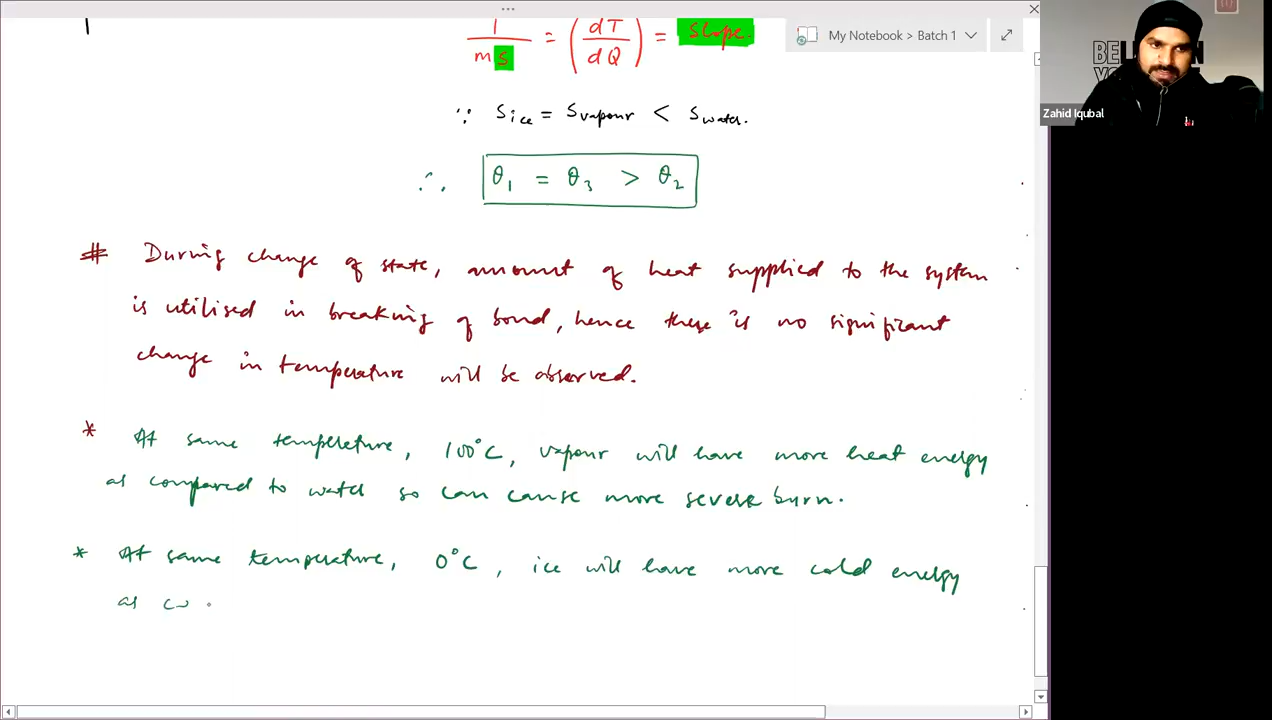 1/ms = (dT/dQ) = slope.
My Notebook > Batch 1
∵ Sice = Svapour < Swater.
∴ θ1 = θ3 > θ2
# During change of state, amount of heat supplied to the system
is utilised in breaking of bond, hence there is no significant
change in temperature will be observed.
* At same temperature, 100°C, vapour will have more heat energy
as compared to water so can cause more severe burn.
* At same temperature, 0°C, ice will have more cold energy
as co
Zahid Iqubal